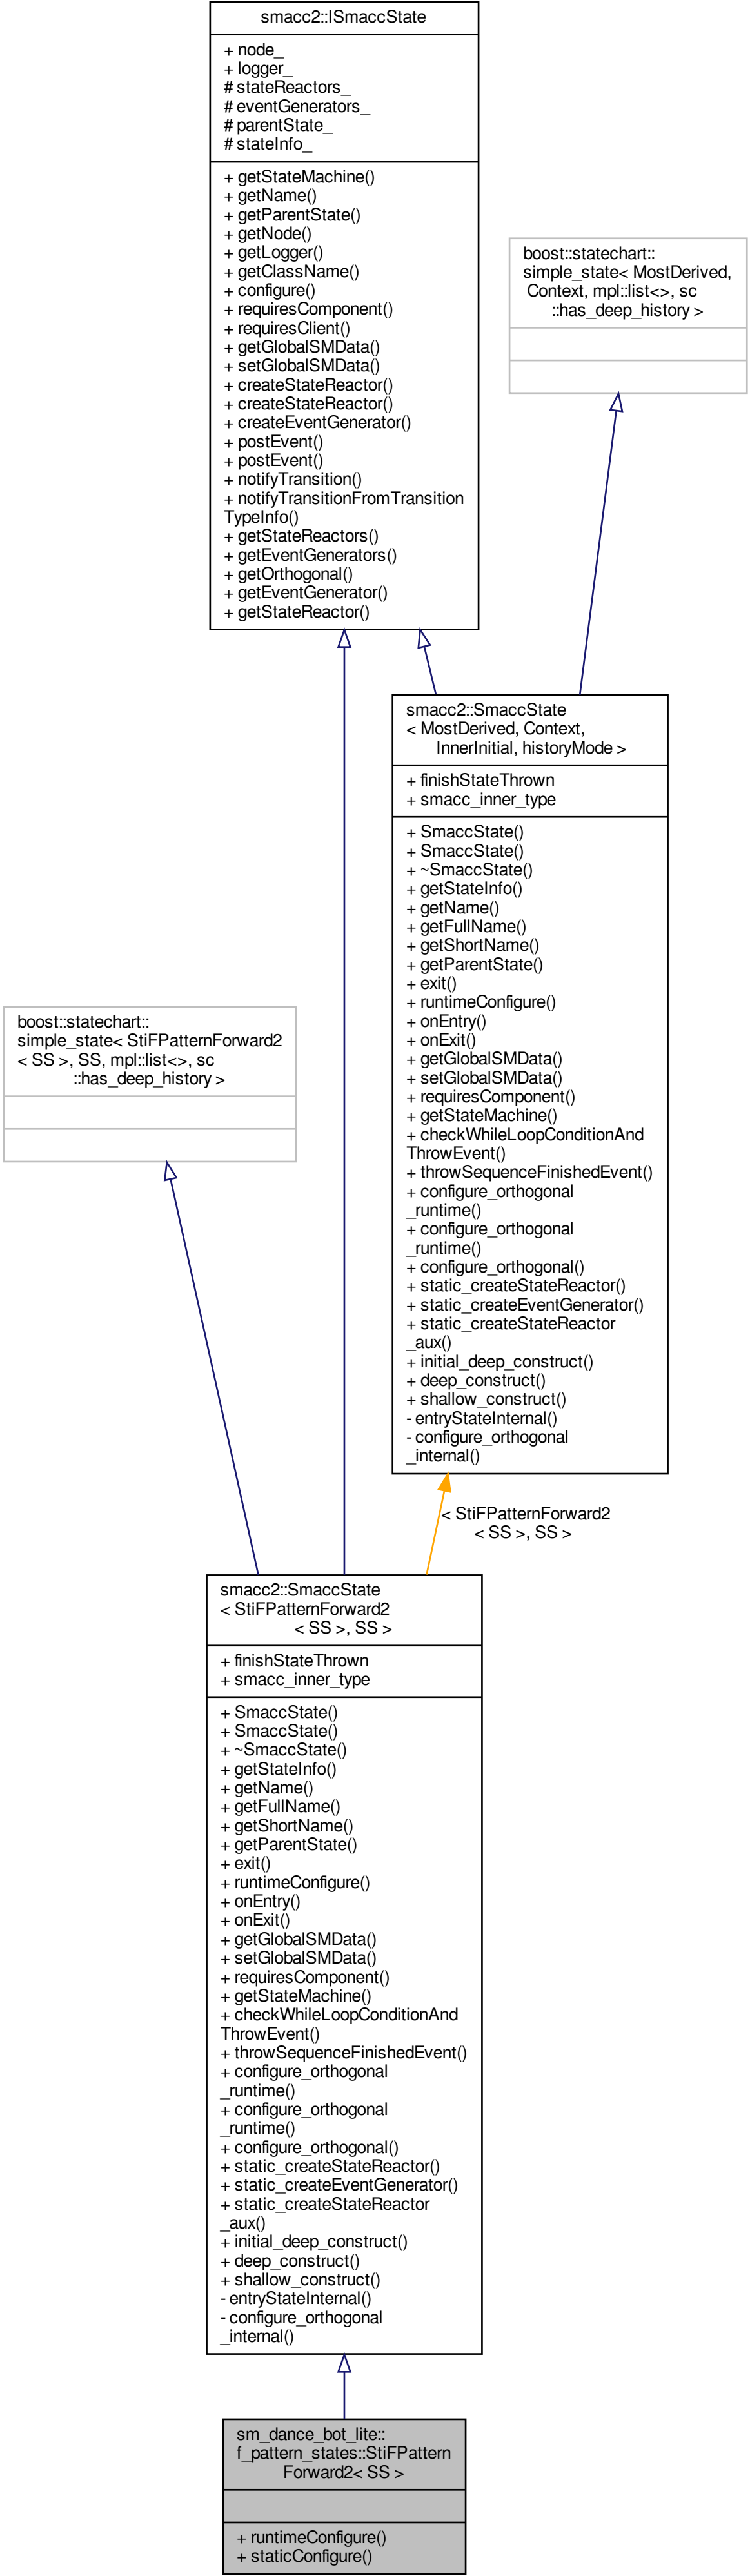 smacc2::ISmaccState
+ node_
+ logger_
# stateReactors_
# eventGenerators_
# parentState_
# stateInfo_
+ getStateMachine()
+ getName()
+ getParentState()
+ getNode()
+ getLogger()
+ getClassName()
+ configure()
+ requiresComponent()
+ requiresClient()
+ getGlobalSMData()
+ setGlobalSMData()
+ createStateReactor()
+ createStateReactor()
+ createEventGenerator()
+ postEvent()
+ postEvent()
+ notifyTransition()
+ notifyTransitionFromTransition
TypeInfo()
+ getStateReactors()
+ getEventGenerators()
+ getOrthogonal()
+ getEventGenerator()
+ getStateReactor()
boost::statechart::
simple_state< MostDerived,
Context, mpl::list<>, sc
::has_deep_history >
smacc2::SmaccState
< MostDerived, Context,
InnerInitial, historyMode >
+ finishStateThrown
+ smacc_inner_type
+ SmaccState()
+ SmaccState()
+ ~SmaccState()
+ getStateInfo()
+ getName()
+ getFullName()
+ getShortName()
+ getParentState()
+ exit()
+ runtimeConfigure()
+ onEntry()
+ onExit()
+ getGlobalSMData()
+ setGlobalSMData()
+ requiresComponent()
+ getStateMachine()
+ checkWhileLoopConditionAnd
ThrowEvent()
+ throwSequenceFinishedEvent()
+ configure_orthogonal
_runtime()
+ configure_orthogonal
_runtime()
+ configure_orthogonal()
+ static_createStateReactor()
+ static_createEventGenerator()
+ static_createStateReactor
_aux()
+ initial_deep_construct()
+ deep_construct()
+ shallow_construct()
- entryStateInternal()
- configure_orthogonal
_internal()
boost::statechart::
simple_state< StiFPatternForward2
< SS >, SS, mpl::list<>, sc
::has_deep_history >
< StiFPatternForward2
< SS >, SS >
smacc2::SmaccState
< StiFPatternForward2
< SS >, SS >
+ finishStateThrown
+ smacc_inner_type
+ SmaccState()
+ SmaccState()
+ ~SmaccState()
+ getStateInfo()
+ getName()
+ getFullName()
+ getShortName()
+ getParentState()
+ exit()
+ runtimeConfigure()
+ onEntry()
+ onExit()
+ getGlobalSMData()
+ setGlobalSMData()
+ requiresComponent()
+ getStateMachine()
+ checkWhileLoopConditionAnd
ThrowEvent()
+ throwSequenceFinishedEvent()
+ configure_orthogonal
_runtime()
+ configure_orthogonal
_runtime()
+ configure_orthogonal()
+ static_createStateReactor()
+ static_createEventGenerator()
+ static_createStateReactor
_aux()
+ initial_deep_construct()
+ deep_construct()
+ shallow_construct()
- entryStateInternal()
- configure_orthogonal
_internal()
sm_dance_bot_lite::
f_pattern_states::StiFPattern
Forward2< SS >
+ runtimeConfigure()
+ staticConfigure()